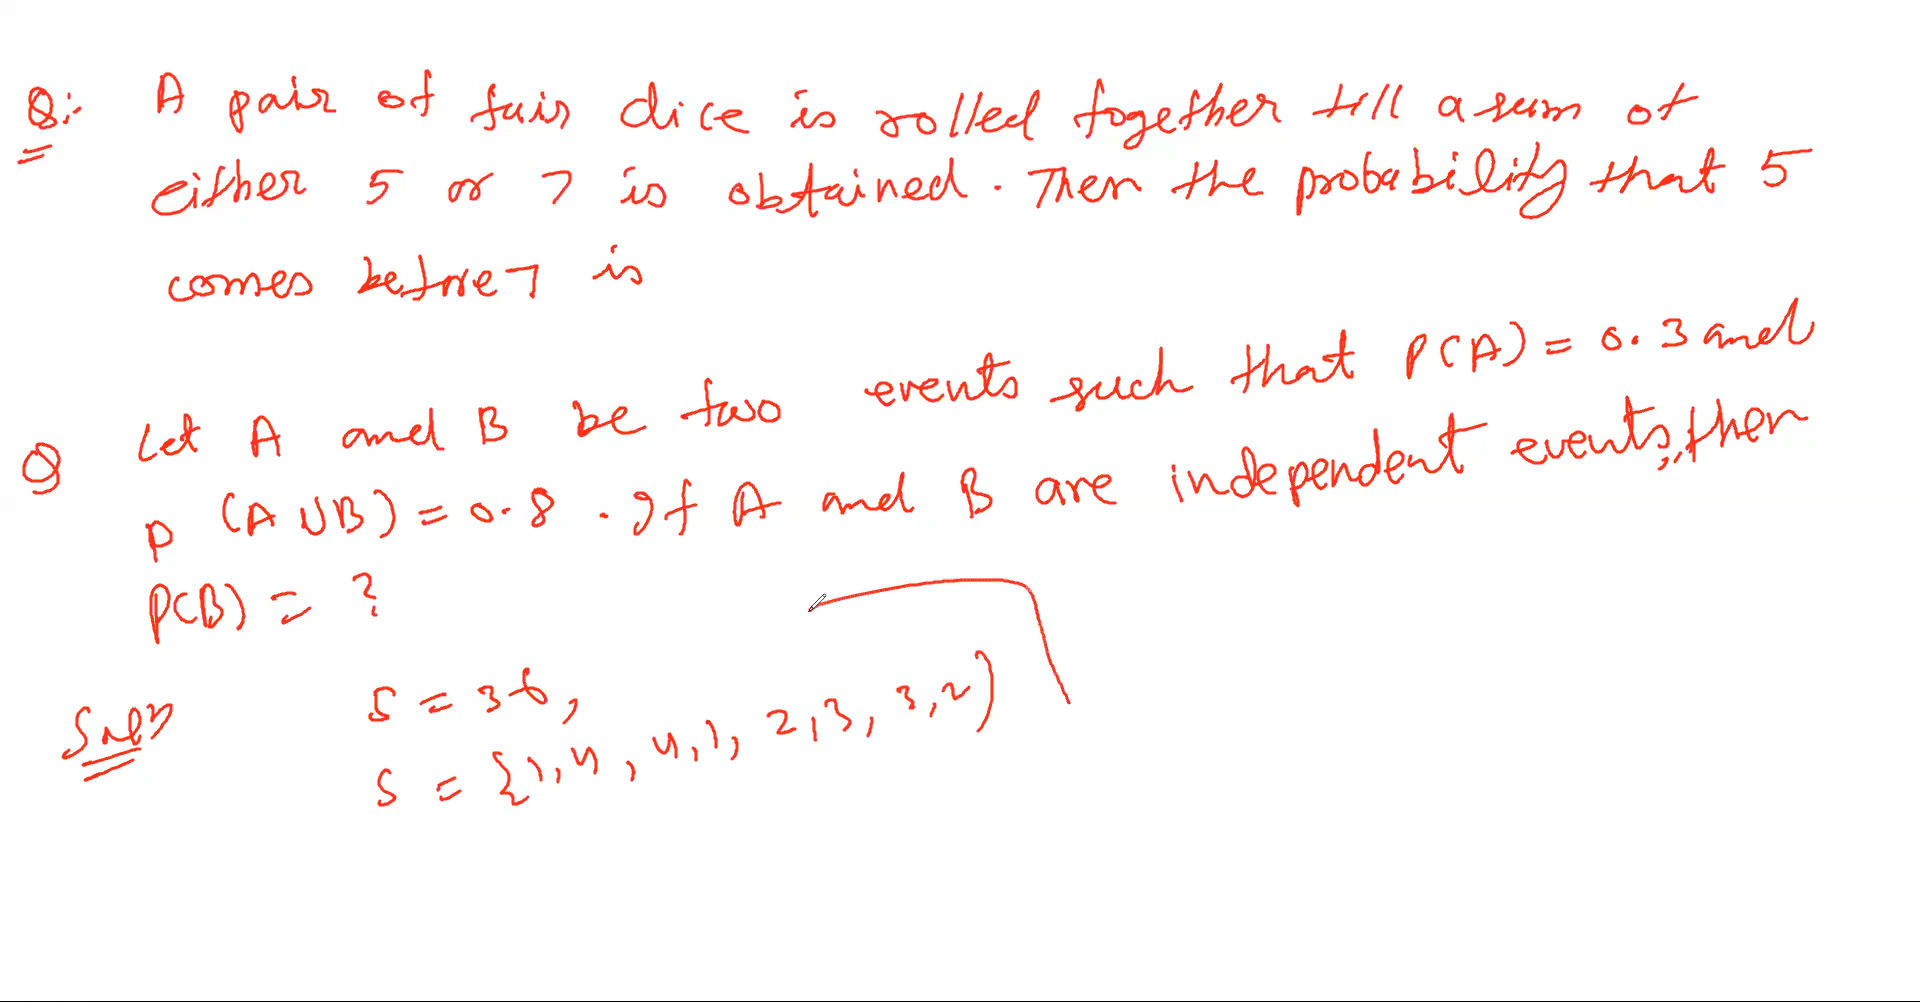 Q:- A pair of fair dice is rolled together till a sum of
either 5 or 7 is obtained. Then the probability that 5
comes before 7 is
Q Let A and B be two events such that P(A) = 0.3 and
P(A ∪ B) = 0.8. If A and B are independent events, then
P(B) = ?
Soln S = 36,
S = {1,4, 4,1, 2,3, 3,2}